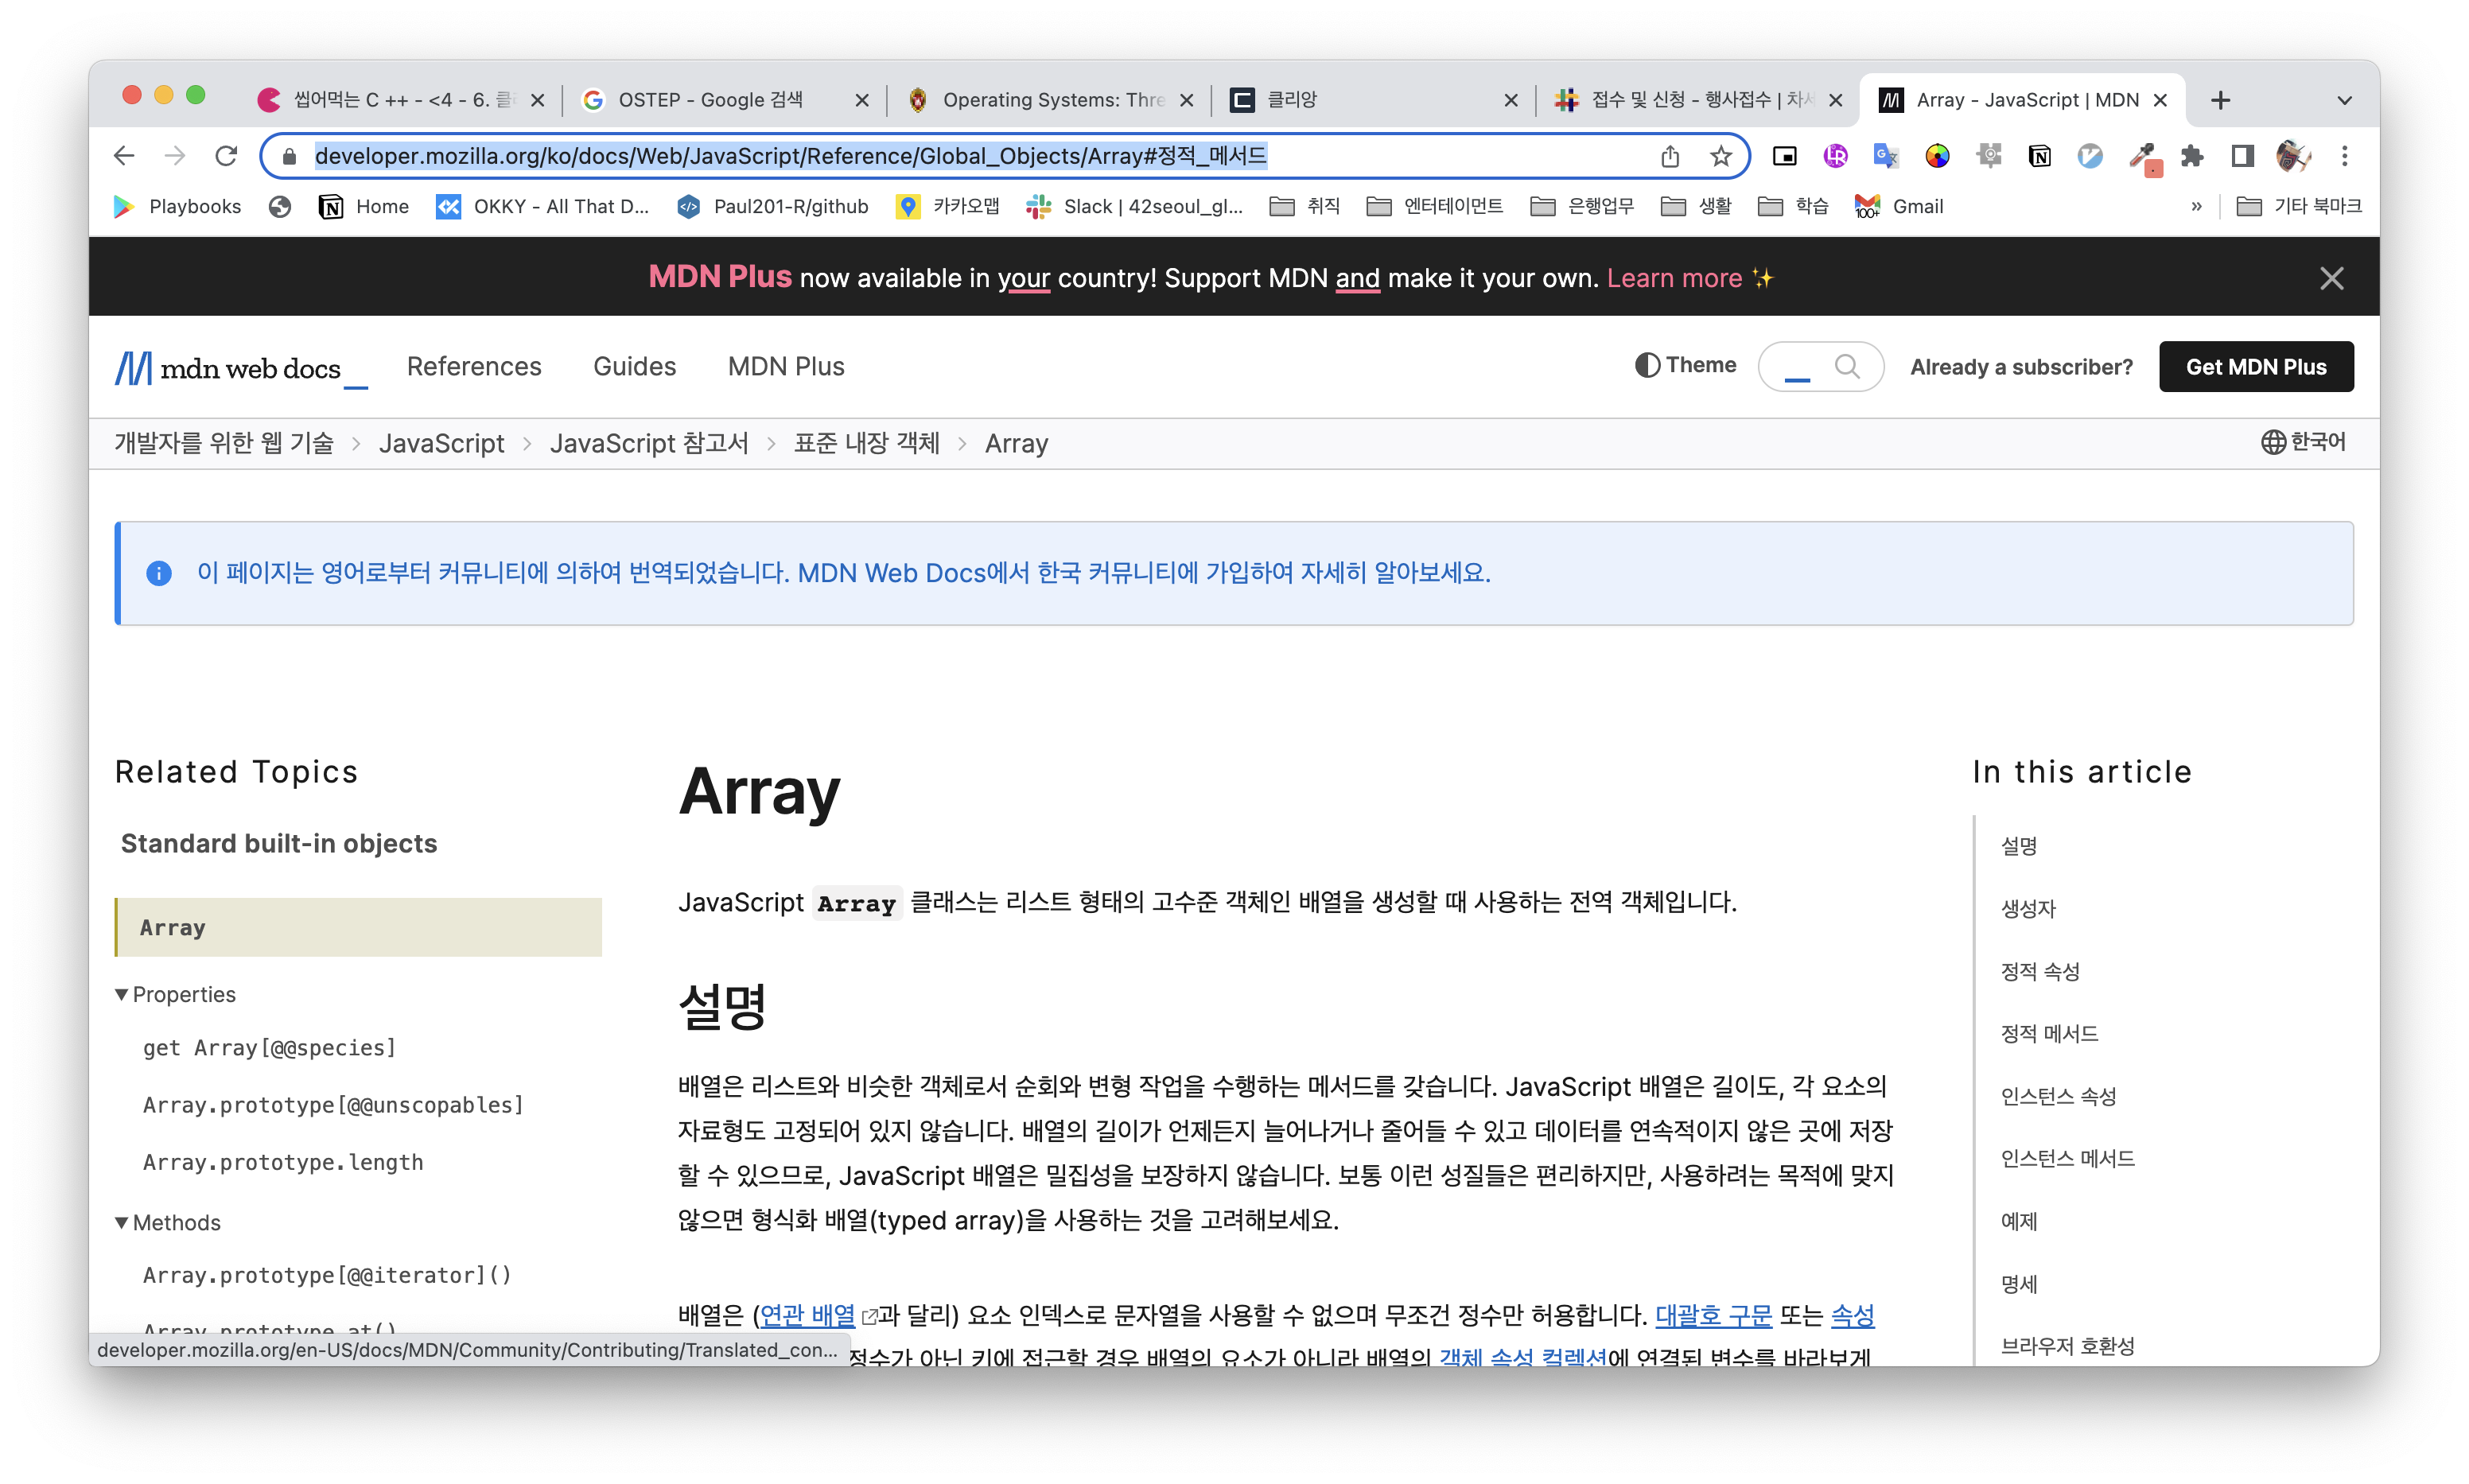 씹어먹는 C ++ - <4 - 6. 클
OSTEP - Google 검색
Operating Systems: Thre
클리앙
접수 및 신청 - 행사접수 | 차세
Array - JavaScript | MDN
developer.mozilla.org/ko/docs/Web/JavaScript/Reference/Global_Objects/Array#정적_메서드
Playbooks
Home
OKKY - All That D...
Paul201-R/github
카카오맵
Slack | 42seoul_gl...
취직
엔터테이먼트
은행업무
생활
학습
100+
Gmail
»
기타 북마크
MDN Plus now available in your country! Support MDN and make it your own. Learn more ✨
mdn web docs_
References
Guides
MDN Plus
Theme
Already a subscriber?
Get MDN Plus
개발자를 위한 웹 기술 > JavaScript > JavaScript 참고서 > 표준 내장 객체 > Array
한국어
이 페이지는 영어로부터 커뮤니티에 의하여 번역되었습니다. MDN Web Docs에서 한국 커뮤니티에 가입하여 자세히 알아보세요.
Related Topics
Standard built-in objects
Array
▼ Properties
get Array[@@species]
Array.prototype[@@unscopables]
Array.prototype.length
▼ Methods
Array.prototype[@@iterator]()
Array.prototype.at()
developer.mozilla.org/en-US/docs/MDN/Community/Contributing/Translated_con...
Array
JavaScript Array 클래스는 리스트 형태의 고수준 객체인 배열을 생성할 때 사용하는 전역 객체입니다.
설명
배열은 리스트와 비슷한 객체로서 순회와 변형 작업을 수행하는 메서드를 갖습니다. JavaScript 배열은 길이도, 각 요소의
자료형도 고정되어 있지 않습니다. 배열의 길이가 언제든지 늘어나거나 줄어들 수 있고 데이터를 연속적이지 않은 곳에 저장
할 수 있으므로, JavaScript 배열은 밀집성을 보장하지 않습니다. 보통 이런 성질들은 편리하지만, 사용하려는 목적에 맞지
않으면 형식화 배열(typed array)을 사용하는 것을 고려해보세요.
배열은 (연관 배열과 달리) 요소 인덱스로 문자열을 사용할 수 없으며 무조건 정수만 허용합니다. 대괄호 구문 또는 속성
정수가 아닌 키에 접근할 경우 배열의 요소가 아니라 배열의 객체 속성 컬렉션에 연결된 변수를 바라보게
In this article
설명
생성자
정적 속성
정적 메서드
인스턴스 속성
인스턴스 메서드
예제
명세
브라우저 호환성